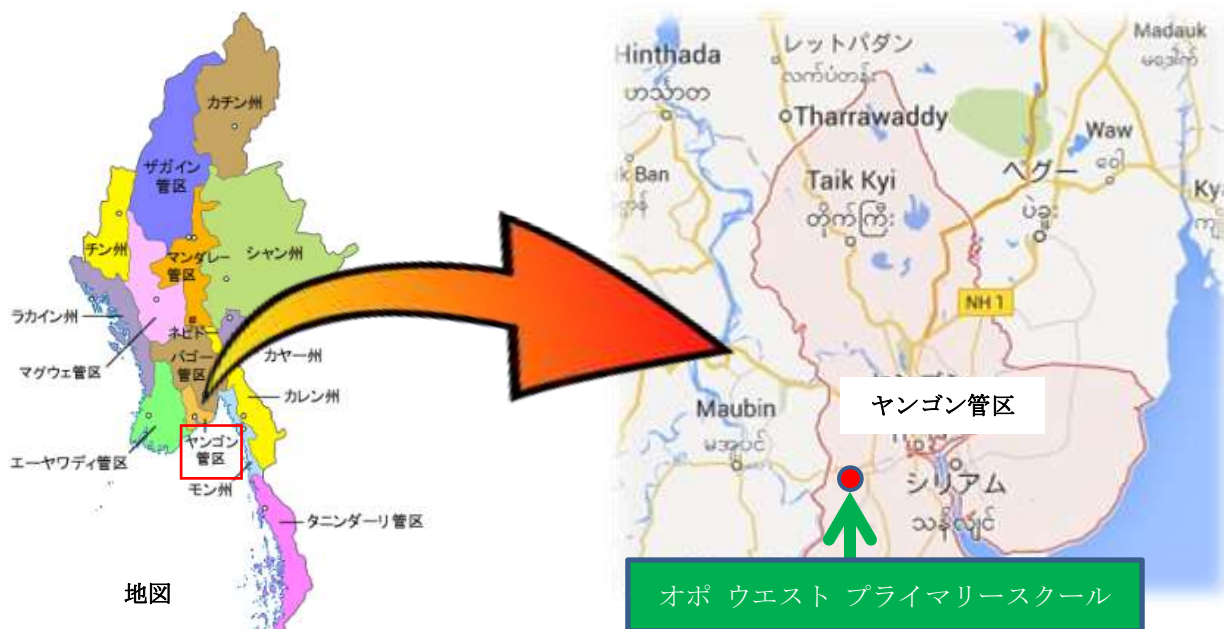 カチン州
ザガイン
管区
チン州
マンダレー
管区
シャン州
ラカイン州
ネピドー
バゴー
管区
カヤー州
マグウェ管区
カレン州
ヤンゴン
管区
エーヤワディ管区
モン州
タニンダーリ管区
地図
Hinthada
ဟင်္သာတ
レットパダン
လက်ပံတန်း
Madauk
Tharrawaddy
Waw
ဝေါ
ペグー
ပဲခူး
Taik Kyi
တိုက်ကြီး
NH 1
ヤンゴン管区
Maubin
မအူပင်
シリアム
သန်လျင်
オポ ウエスト プライマリースクール